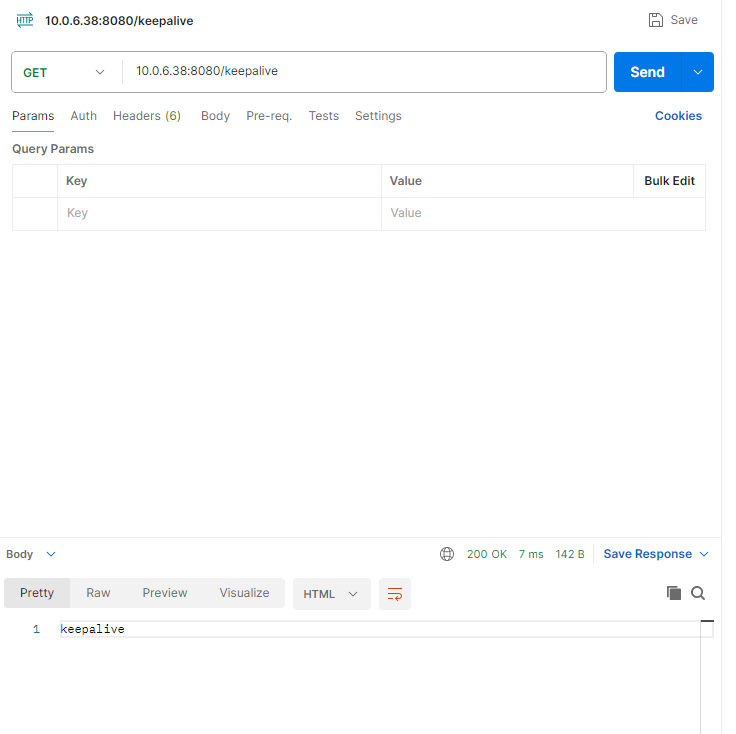 HTTP 10.0.6.38:8080/keepalive Save
GET 10.0.6.38:8080/keepalive Send
Params Auth Headers (6) Body Pre-req. Tests Settings Cookies
Query Params
Key Value Bulk Edit
Key Value
Body 200 OK 7 ms 142 B Save Response
Pretty Raw Preview Visualize HTML
1 keepalive